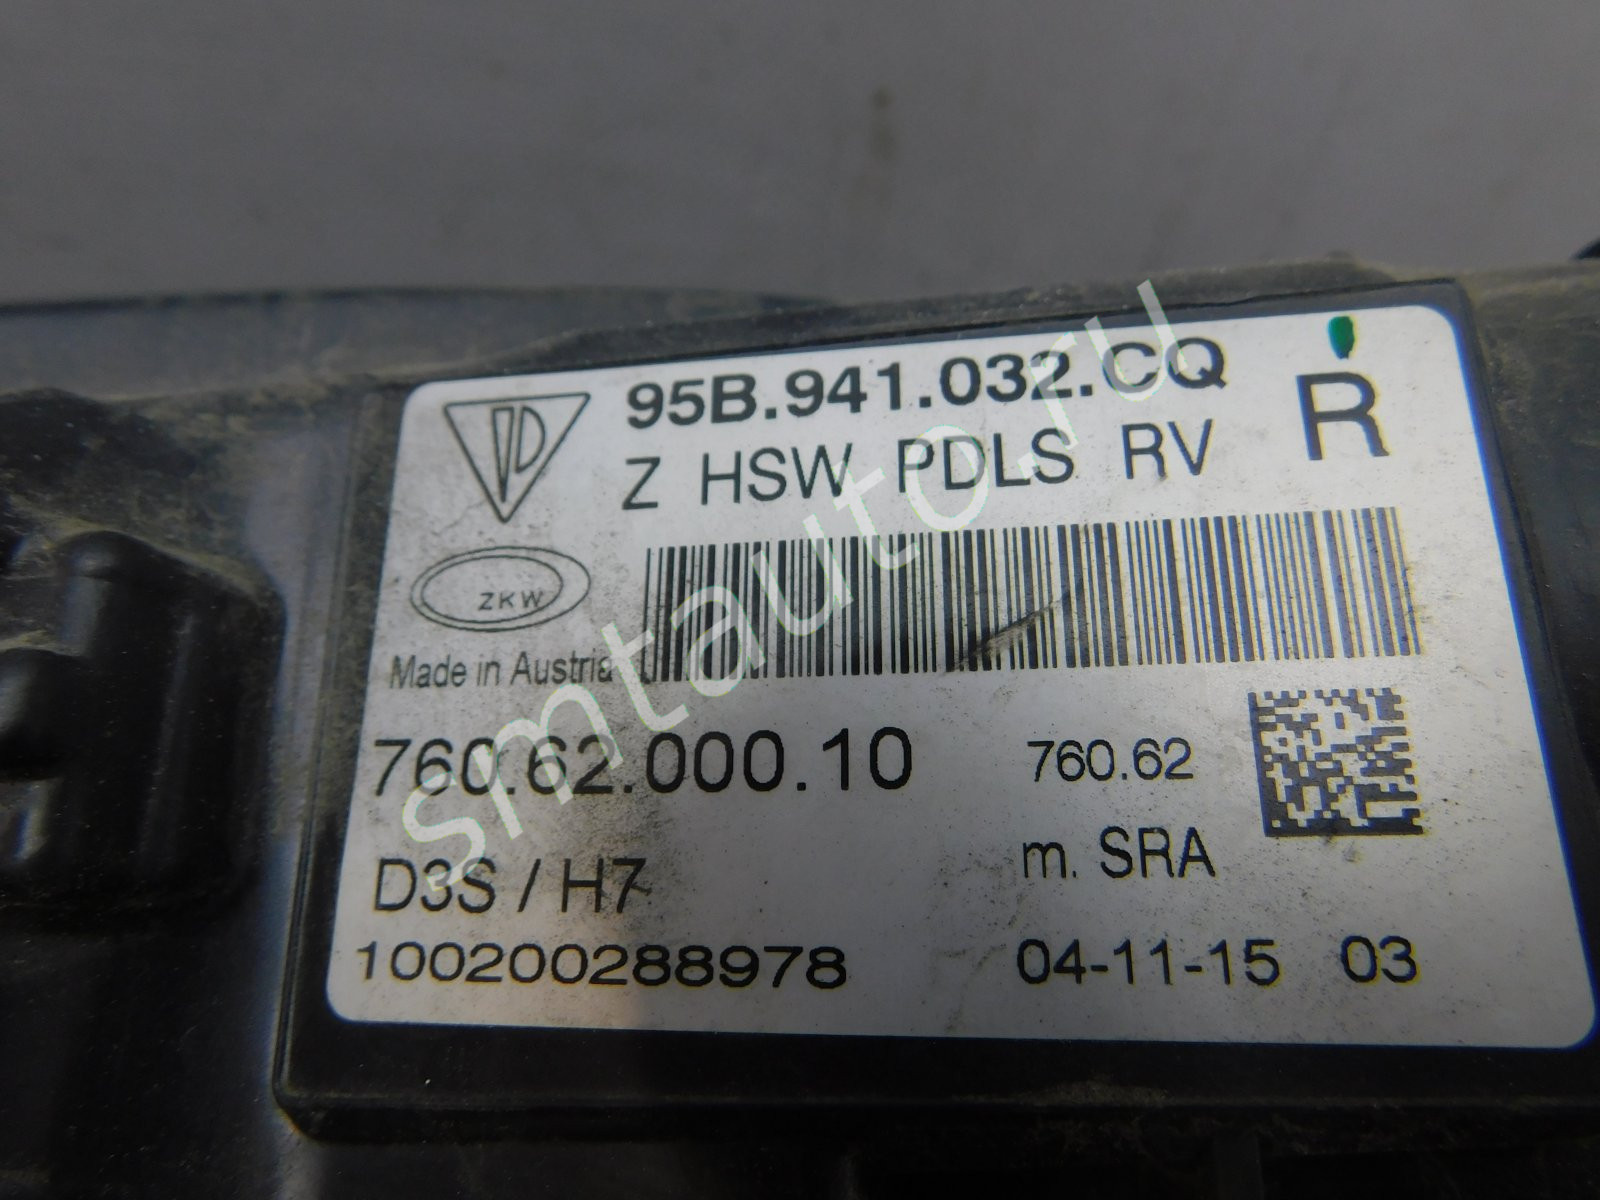 95B.941.032.CQ
R
Z HSW PDLS RV
ZKW
Made in Austria
760.62.000.10
760.62
m. SRA
D3S / H7
100200288978
04-11-15 03
smtauto.ru